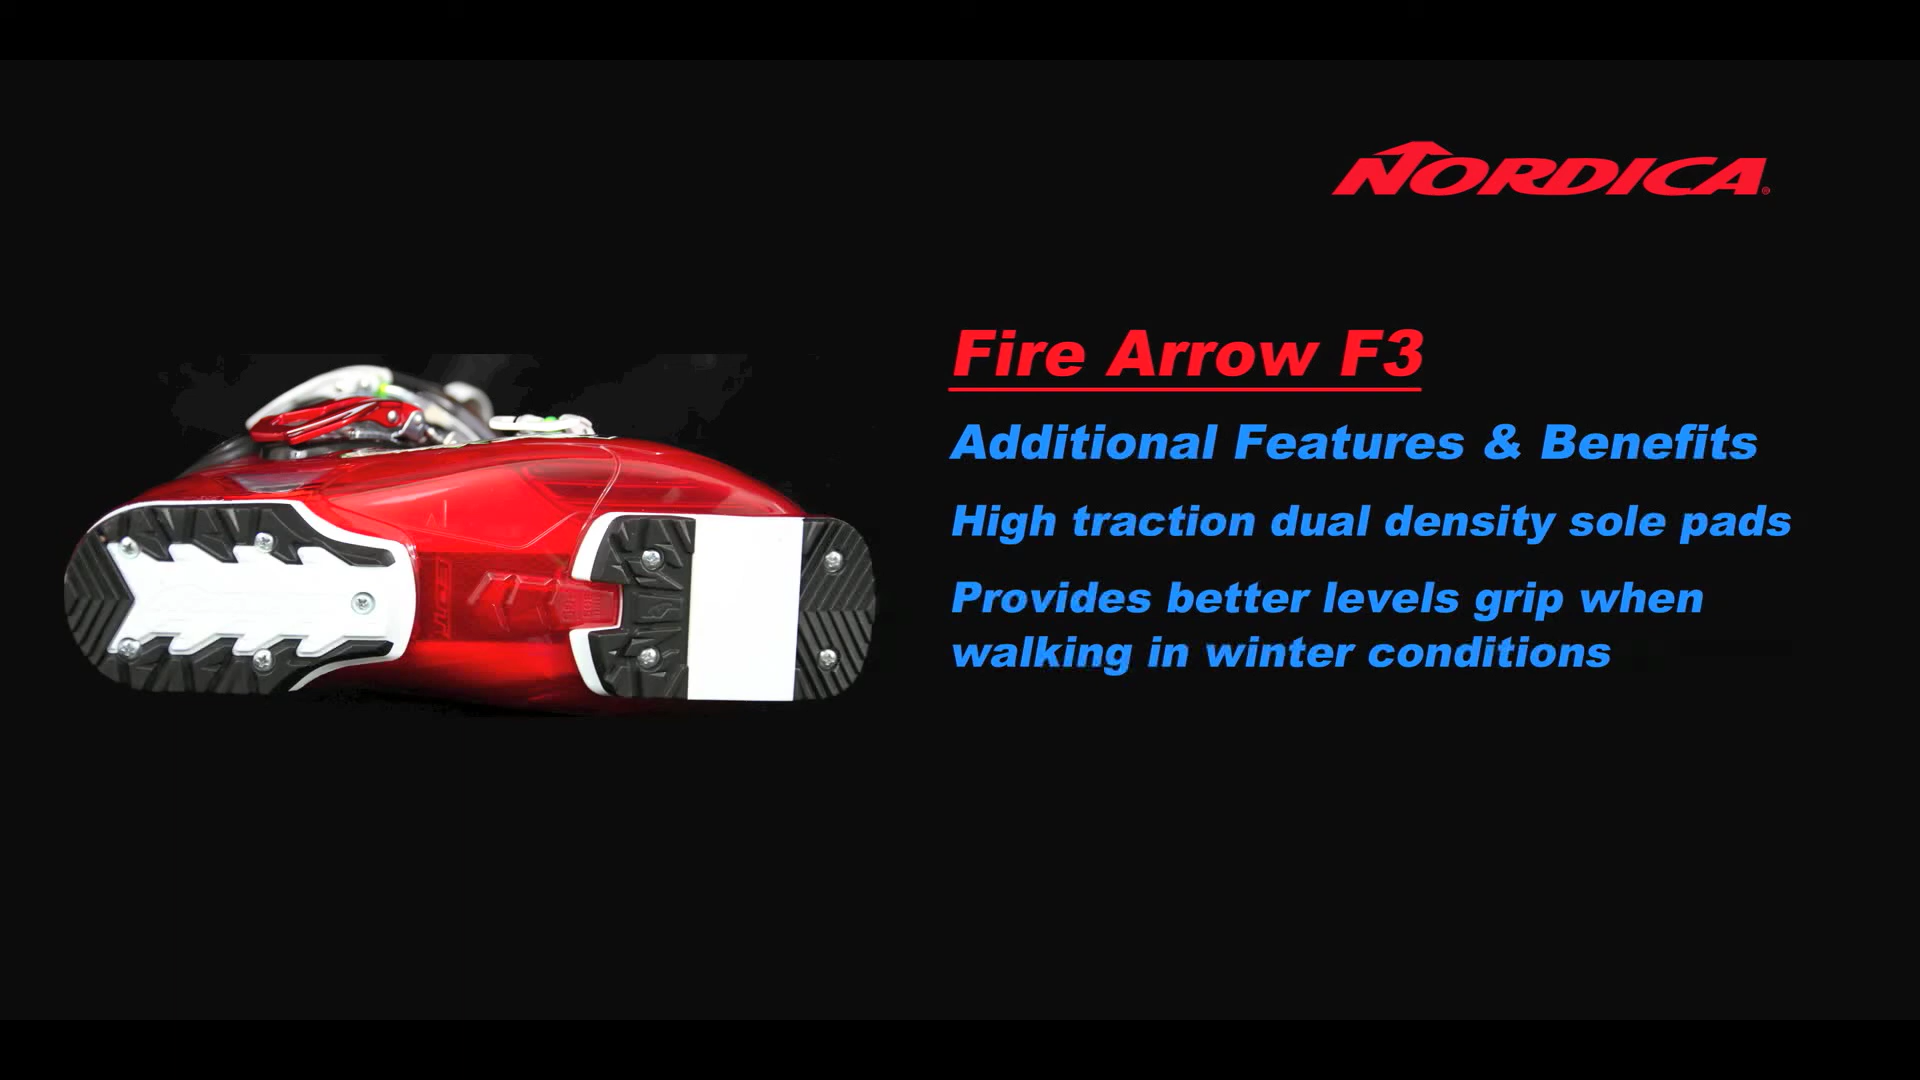 NORDICA®
Fire Arrow F3
Additional Features & Benefits
High traction dual density sole pads
Provides better levels grip when
walking in winter conditions